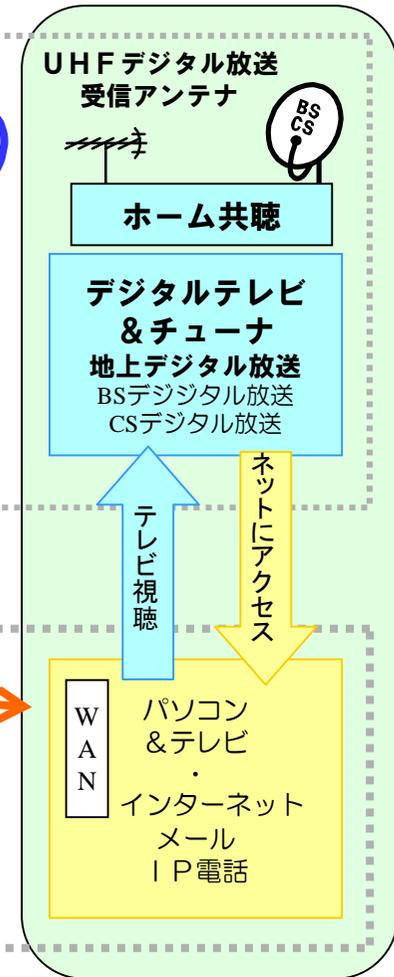 ＵＨＦデジタル放送
受信アンテナ
BS
CS
ホーム共聴
デジタルテレビ
＆チューナ
地上デジタル放送
BSデジジタル放送
CSデジタル放送
テレビ視聴
ネットにアクセス
WAN
パソコン
＆テレビ
・
インターネット
メール
ＩＰ電話